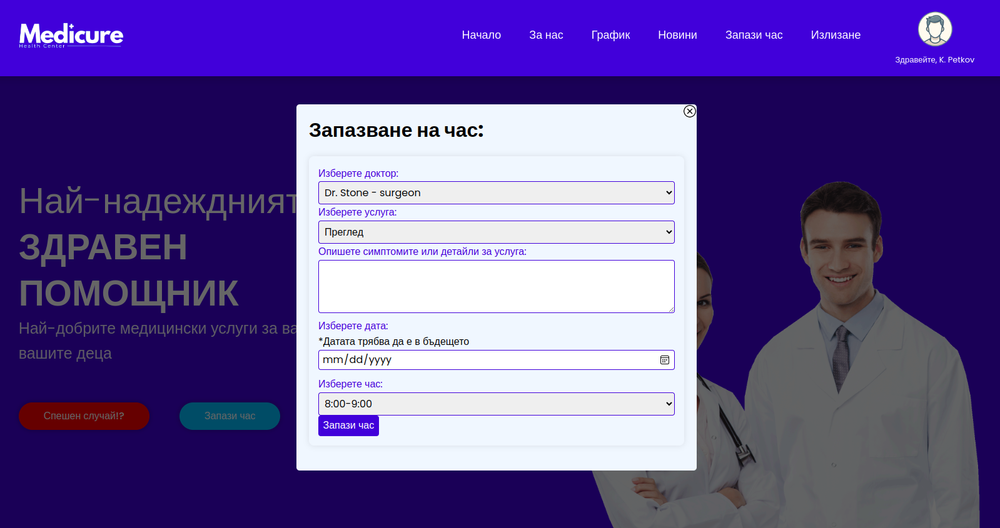 Medicure
Health Center
Начало
За нас
График
Новини
Запази час
Излизане
Здравейте, K. Petkov
Най-надеждният
ЗДРАВЕН
ПОМОЩНИК
Най-добрите медицински услуги за ва
вашите деца
Спешен случай!?
Запази час
Запазване на час:
Изберете доктор:
Dr. Stone - surgeon
Изберете услуга:
Преглед
Опишете симптомите или детайли за услуга:
Изберете дата:
*Датата трябва да е в бъдещето
mm/dd/yyyy
Изберете час:
8:00-9:00
Запази час